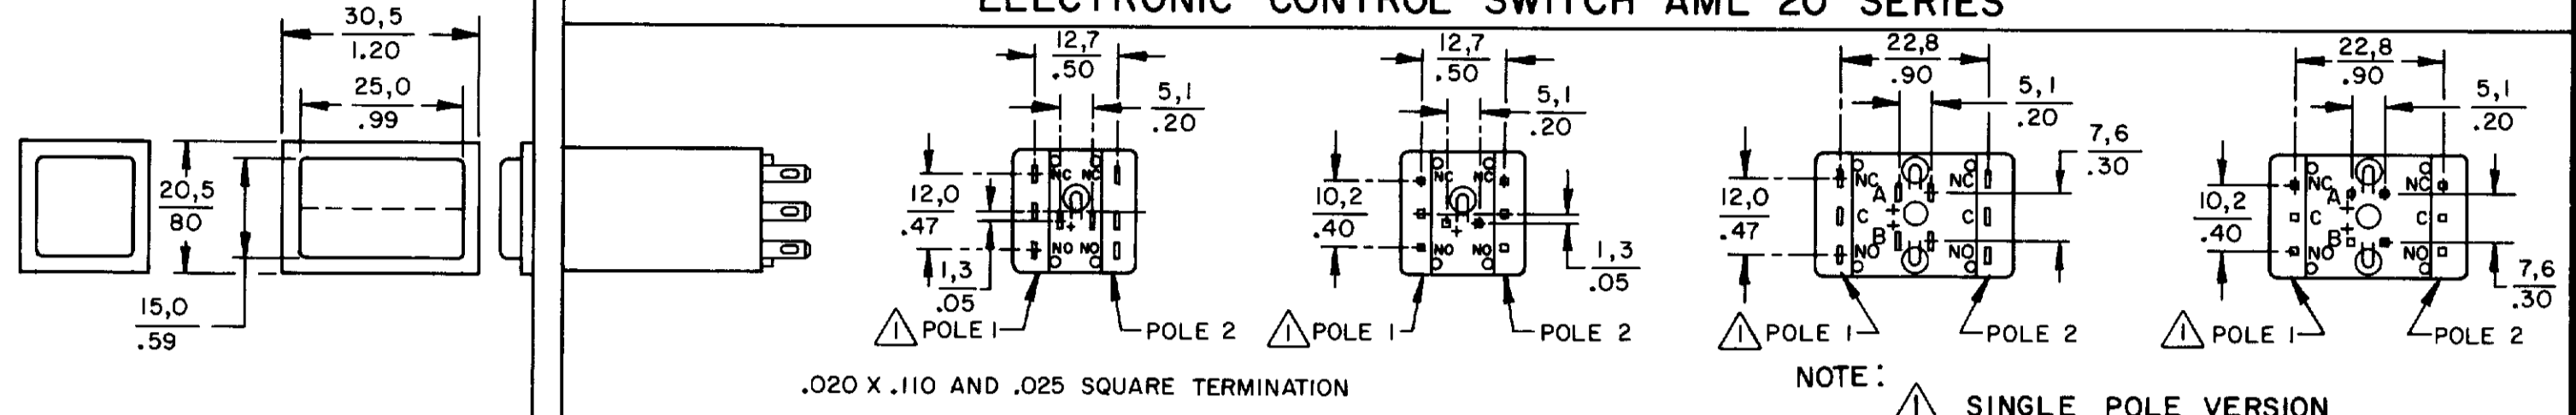 ELECTRONIC CONTROL SWITCH AML 20 SERIES
30,5
1.20
25,0
.99
20,5
80
15,0
.59
12,7
.50
5,1
.20
12,0
.47
1,3
.05
NC NC
+
NO NO
1 POLE 1
POLE 2
12,7
.50
5,1
.20
10,2
.40
NC NC
+
NO NO
1,3
.05
1 POLE 1
POLE 2
22,8
.90
5,1
.20
7,6
.30
12,0
.47
NC A NC
+
C C
+
NO B NO
1 POLE 1
POLE 2
22,8
.90
5,1
.20
10,2
.40
NC A NC
+
C C
+
NO B NO
7,6
.30
1 POLE 1
POLE 2
.020 X .110 AND .025 SQUARE TERMINATION
NOTE:
1 SINGLE POLE VERSION